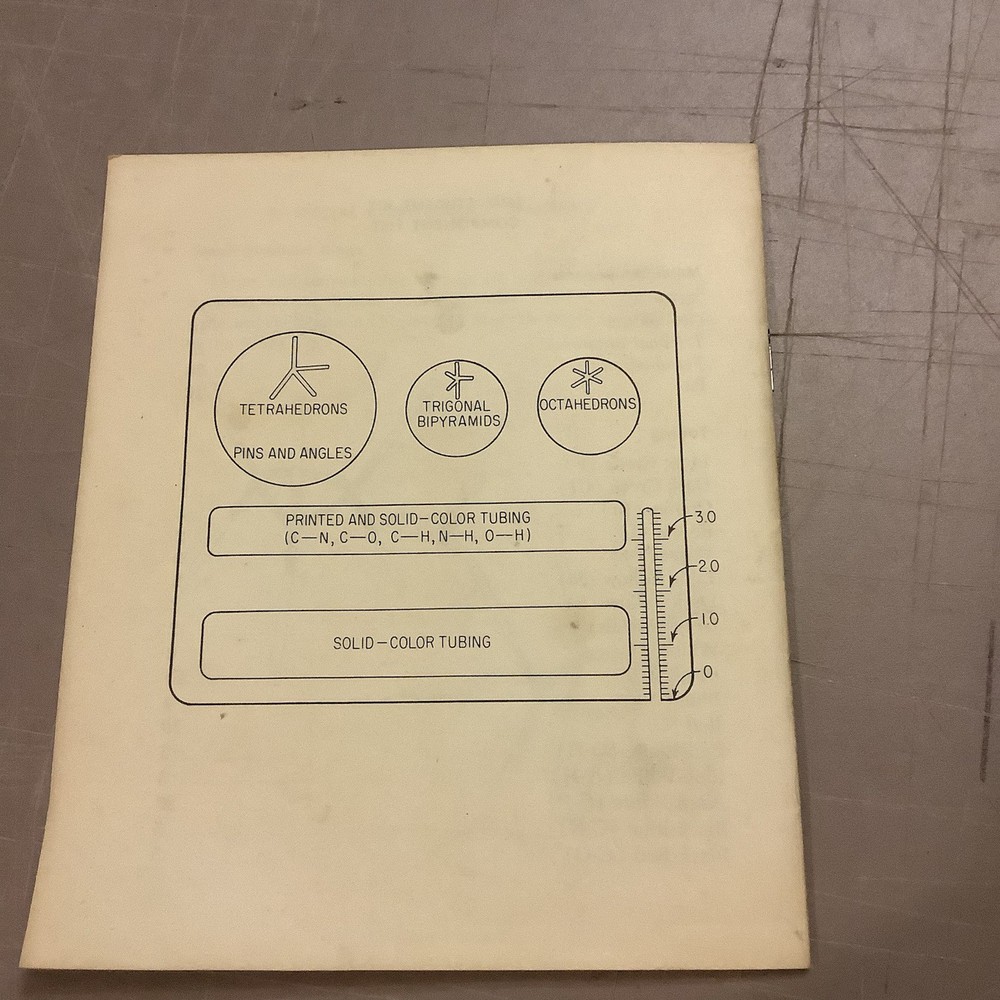 TETRAHEDRONS
PINS AND ANGLES
TRIGONAL
BIPYRAMIDS
OCTAHEDRONS
PRINTED AND SOLID-COLOR TUBING
(C—N, C—O, C—H, N—H, O—H)
SOLID-COLOR TUBING
3.0
2.0
1.0
0